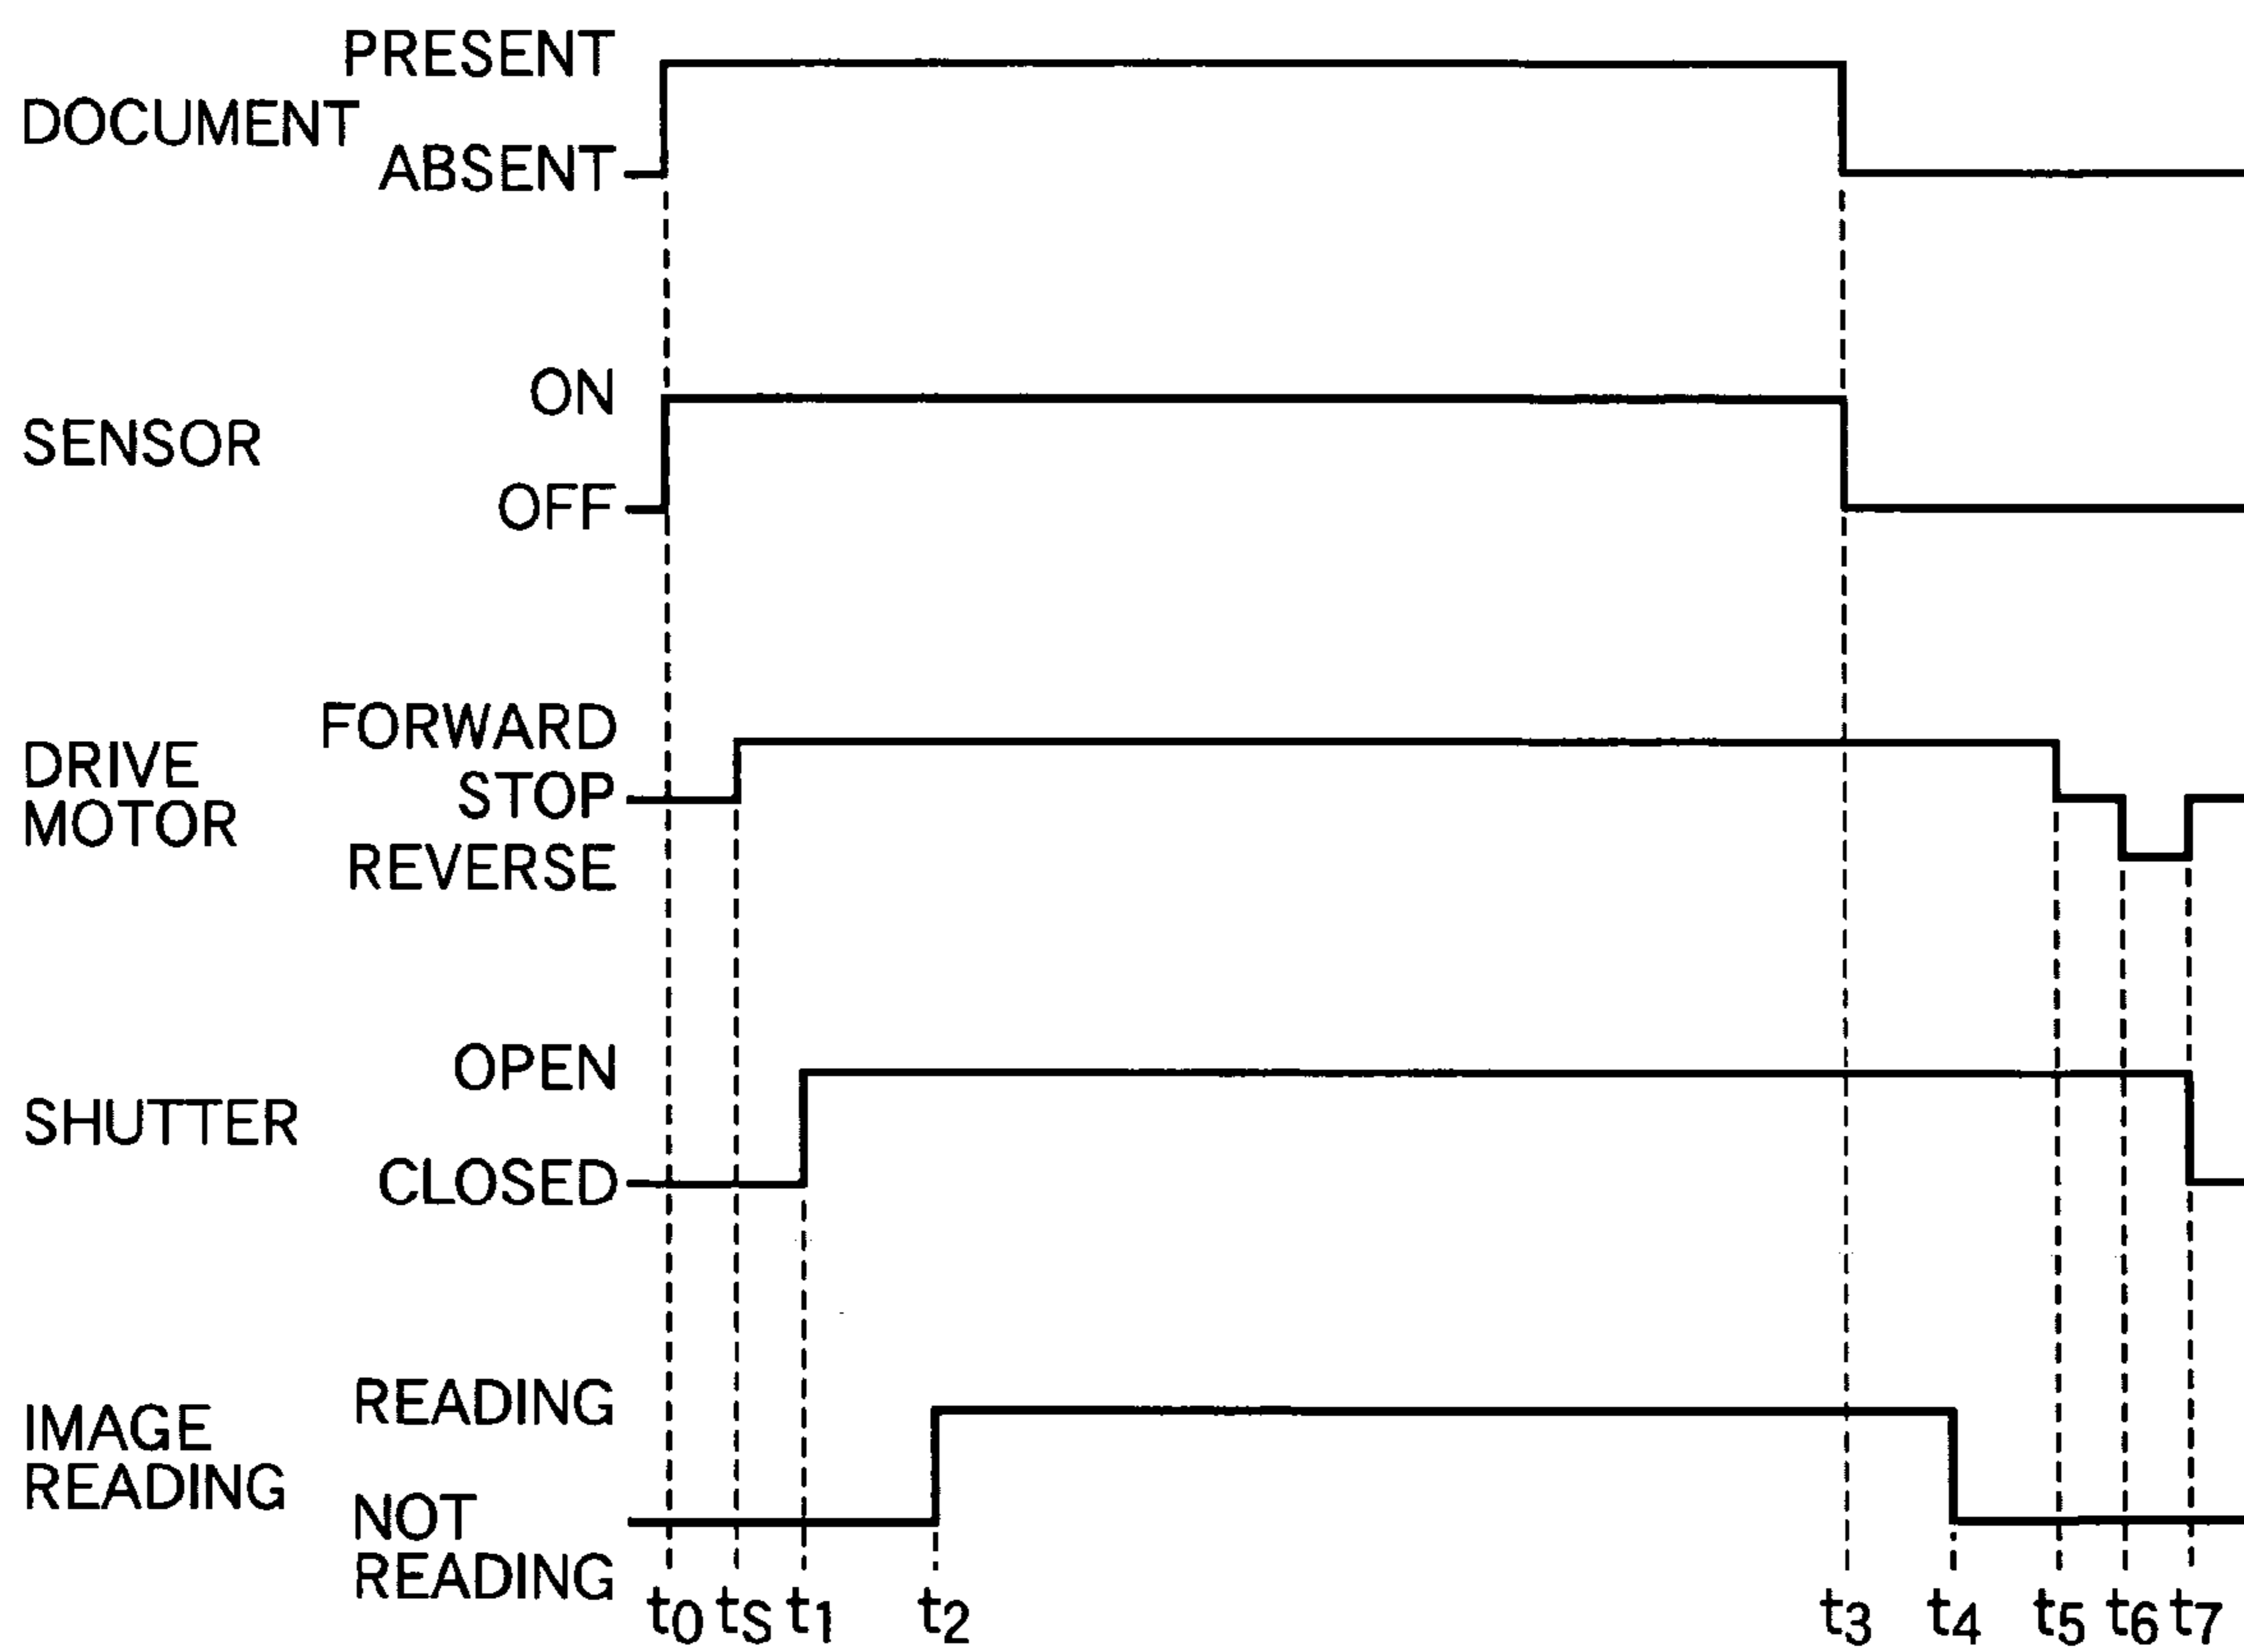 PRESENT
DOCUMENT
ABSENT
ON
SENSOR
OFF
FORWARD
DRIVE
MOTOR
STOP
REVERSE
OPEN
SHUTTER
CLOSED
READING
IMAGE
READING
NOT
READING
t0 tS t1 t2 t3 t4 t5 t6 t7